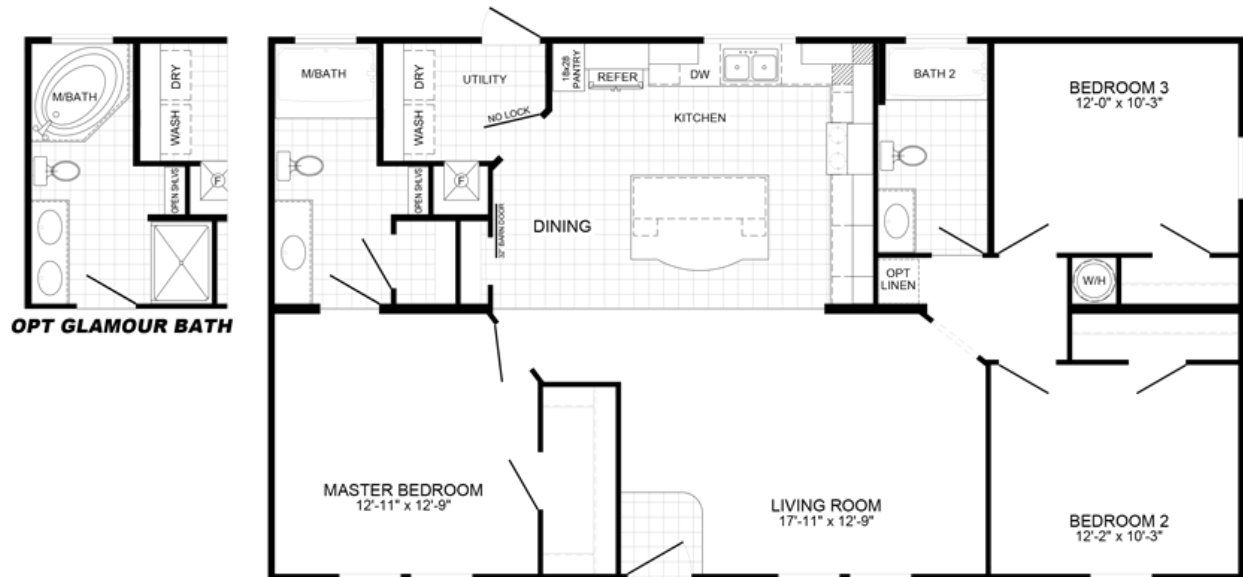 M/BATH
DRY
WASH
OPEN SHLVS
F
OPT GLAMOUR BATH
M/BATH
DRY
WASH
UTILITY
NO LOCK
OPEN SHLVS
F
18x28
PANTRY
REFER
DW
KITCHEN
DINING
32" BARN DOOR
BATH 2
OPT
LINEN
BEDROOM 3
12'-0" x 10'-3"
W/H
MASTER BEDROOM
12'-11" x 12'-9"
LIVING ROOM
17'-11" x 12'-9"
BEDROOM 2
12'-2" x 10'-3"